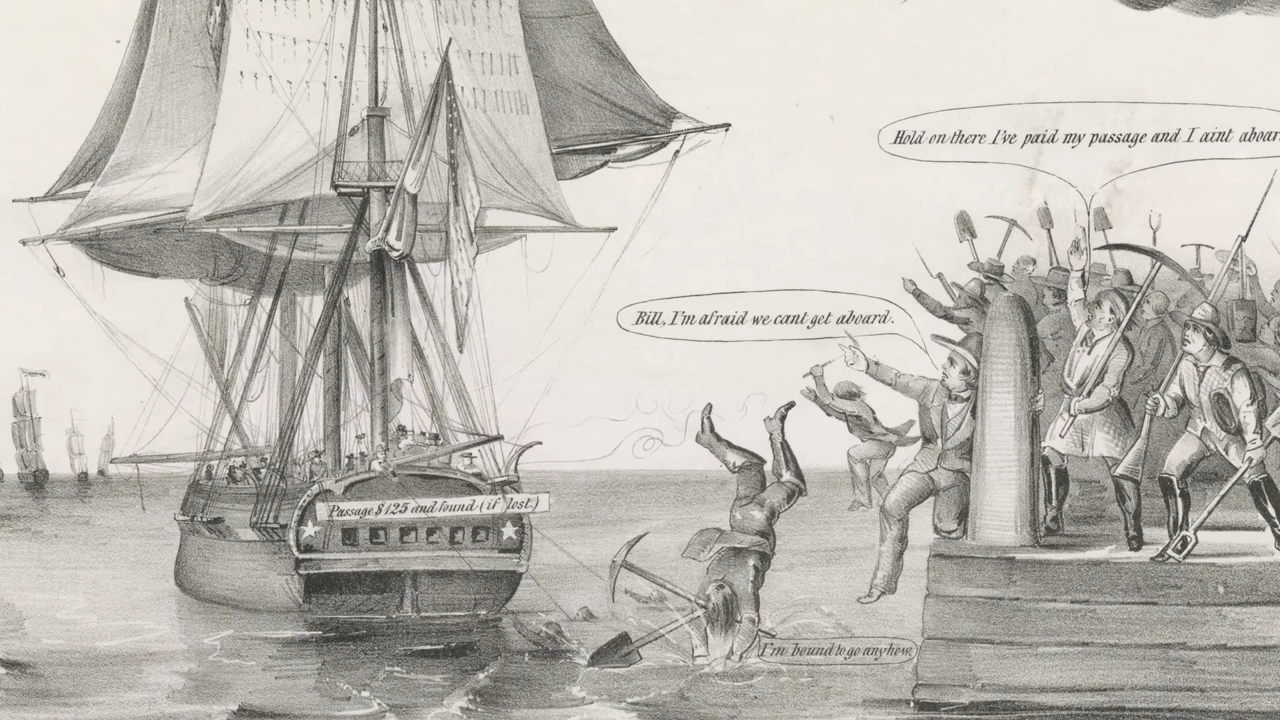 Hold on there I've paid my passage and I aint aboar
Bill, I'm afraid we cant get aboard.
Passage $125 and found (if lost.)
I'm bound to go anyhow.